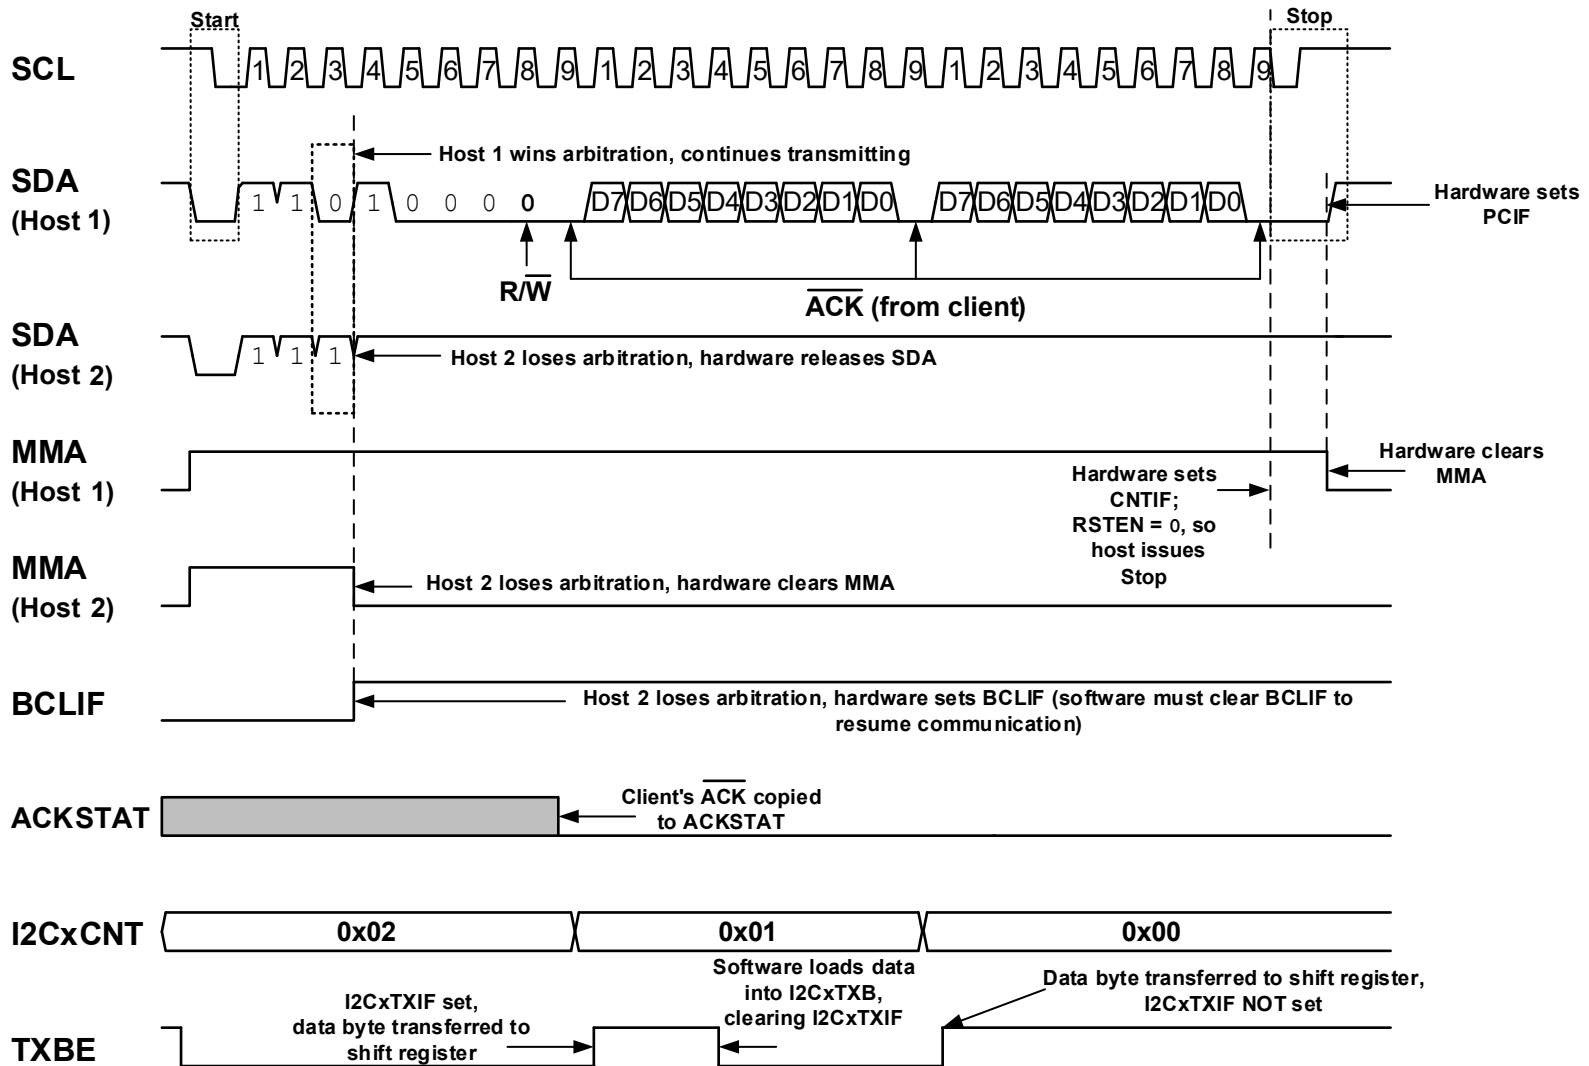 Start
Stop
SCL
1 2 3 4 5 6 7 8 9 1 2 3 4 5 6 7 8 9 1 2 3 4 5 6 7 8 9
Host 1 wins arbitration, continues transmitting
SDA
(Host 1)
1 1 0 1 0 0 0 0
D7 D6 D5 D4 D3 D2 D1 D0
D7 D6 D5 D4 D3 D2 D1 D0
Hardware sets
PCIF
R/W̅
A̅C̅K̅ (from client)
SDA
(Host 2)
1 1 1
Host 2 loses arbitration, hardware releases SDA
MMA
(Host 1)
Hardware sets
CNTIF;
RSTEN = 0, so
host issues
Stop
Hardware clears
MMA
MMA
(Host 2)
Host 2 loses arbitration, hardware clears MMA
BCLIF
Host 2 loses arbitration, hardware sets BCLIF (software must clear BCLIF to
resume communication)
ACKSTAT
Client's A̅C̅K̅ copied
to ACKSTAT
I2CxCNT
0x02
0x01
0x00
TXBE
I2CxTXIF set,
data byte transferred to
shift register
Software loads data
into I2CxTXB,
clearing I2CxTXIF
Data byte transferred to shift register,
I2CxTXIF NOT set